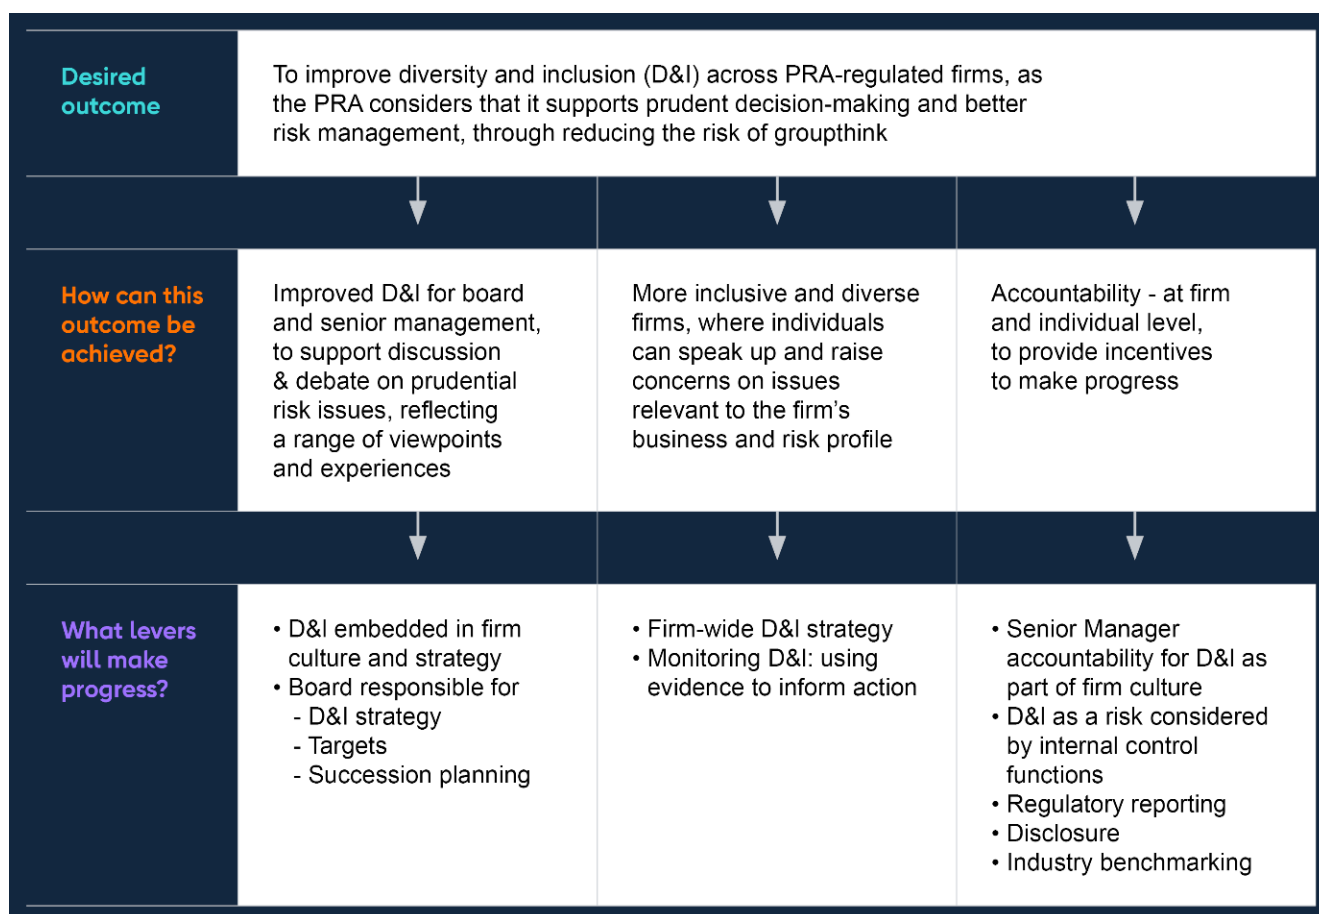 Desired
outcome
To improve diversity and inclusion (D&I) across PRA-regulated firms, as
the PRA considers that it supports prudent decision-making and better
risk management, through reducing the risk of groupthink
How can this
outcome be
achieved?
Improved D&I for board
and senior management,
to support discussion
& debate on prudential
risk issues, reflecting
a range of viewpoints
and experiences
More inclusive and diverse
firms, where individuals
can speak up and raise
concerns on issues
relevant to the firm’s
business and risk profile
Accountability - at firm
and individual level,
to provide incentives
to make progress
What levers
will make
progress?
• D&I embedded in firm
culture and strategy
• Board responsible for
- D&I strategy
- Targets
- Succession planning
• Firm-wide D&I strategy
• Monitoring D&I: using
evidence to inform action
• Senior Manager
accountability for D&I as
part of firm culture
• D&I as a risk considered
by internal control
functions
• Regulatory reporting
• Disclosure
• Industry benchmarking